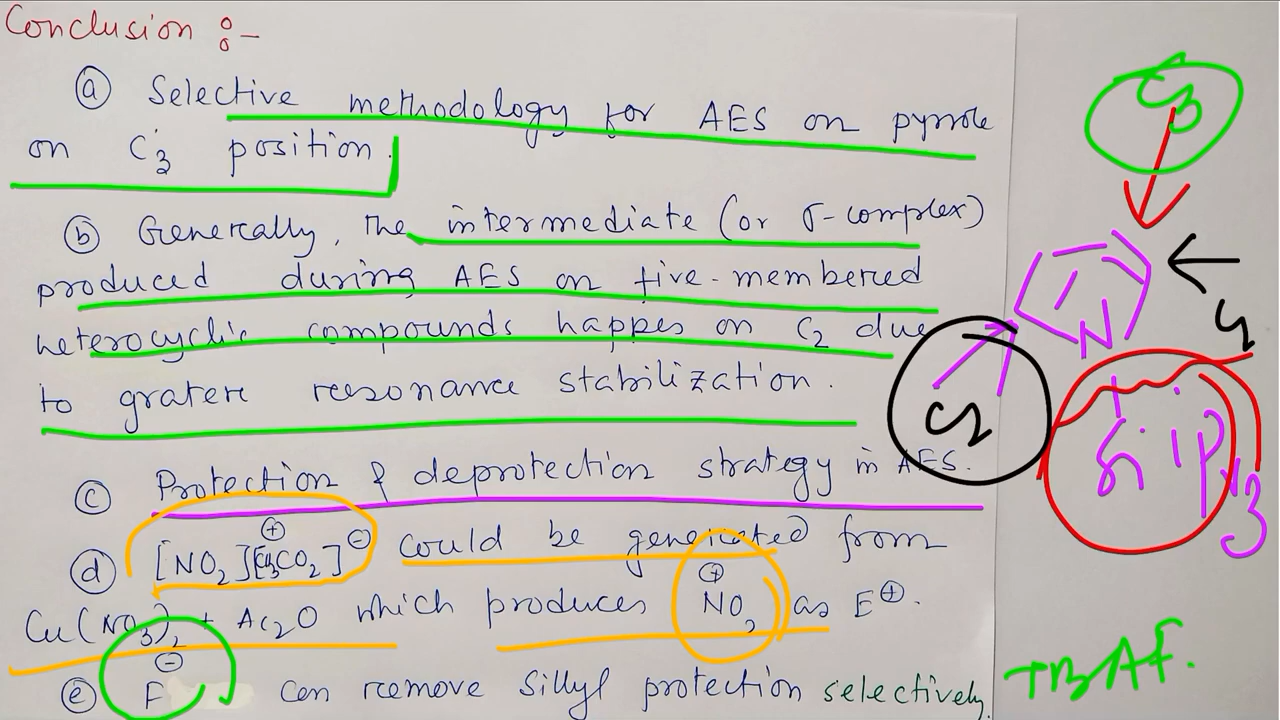 Conclusion :-
(a) Selective methodology for AES on pyrrole
on C₃ position.
(b) Generally, the intermediate (or σ-complex)
produced during AES on five-membered
heterocyclic compounds happes on C₂ due
to gratere resonance stabilization.
(c) Protection & deprotection strategy in AES.
(d) [NO₂]⊕[CH₃CO₂]⊖ could be generated from
Cu(NO₃)₂ + Ac₂O which produces ⊕NO₂ as E⊕.
(e) F⊖ can remove sillyl protection selectively.
C₃
N
C₂
Si iPr₃
C₂
TBAF.